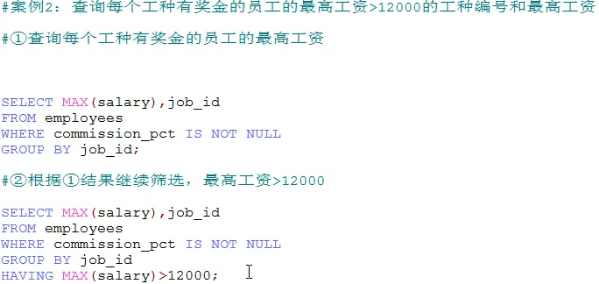 #案例2：查询每个工种有奖金的员工的最高工资>12000的工种编号和最高工资
#①查询每个工种有奖金的员工的最高工资
SELECT MAX(salary),job_id
FROM employees
WHERE commission_pct IS NOT NULL
GROUP BY job_id;
#②根据①结果继续筛选，最高工资>12000
SELECT MAX(salary),job_id
FROM employees
WHERE commission_pct IS NOT NULL
GROUP BY job_id
HAVING MAX(salary)>12000;